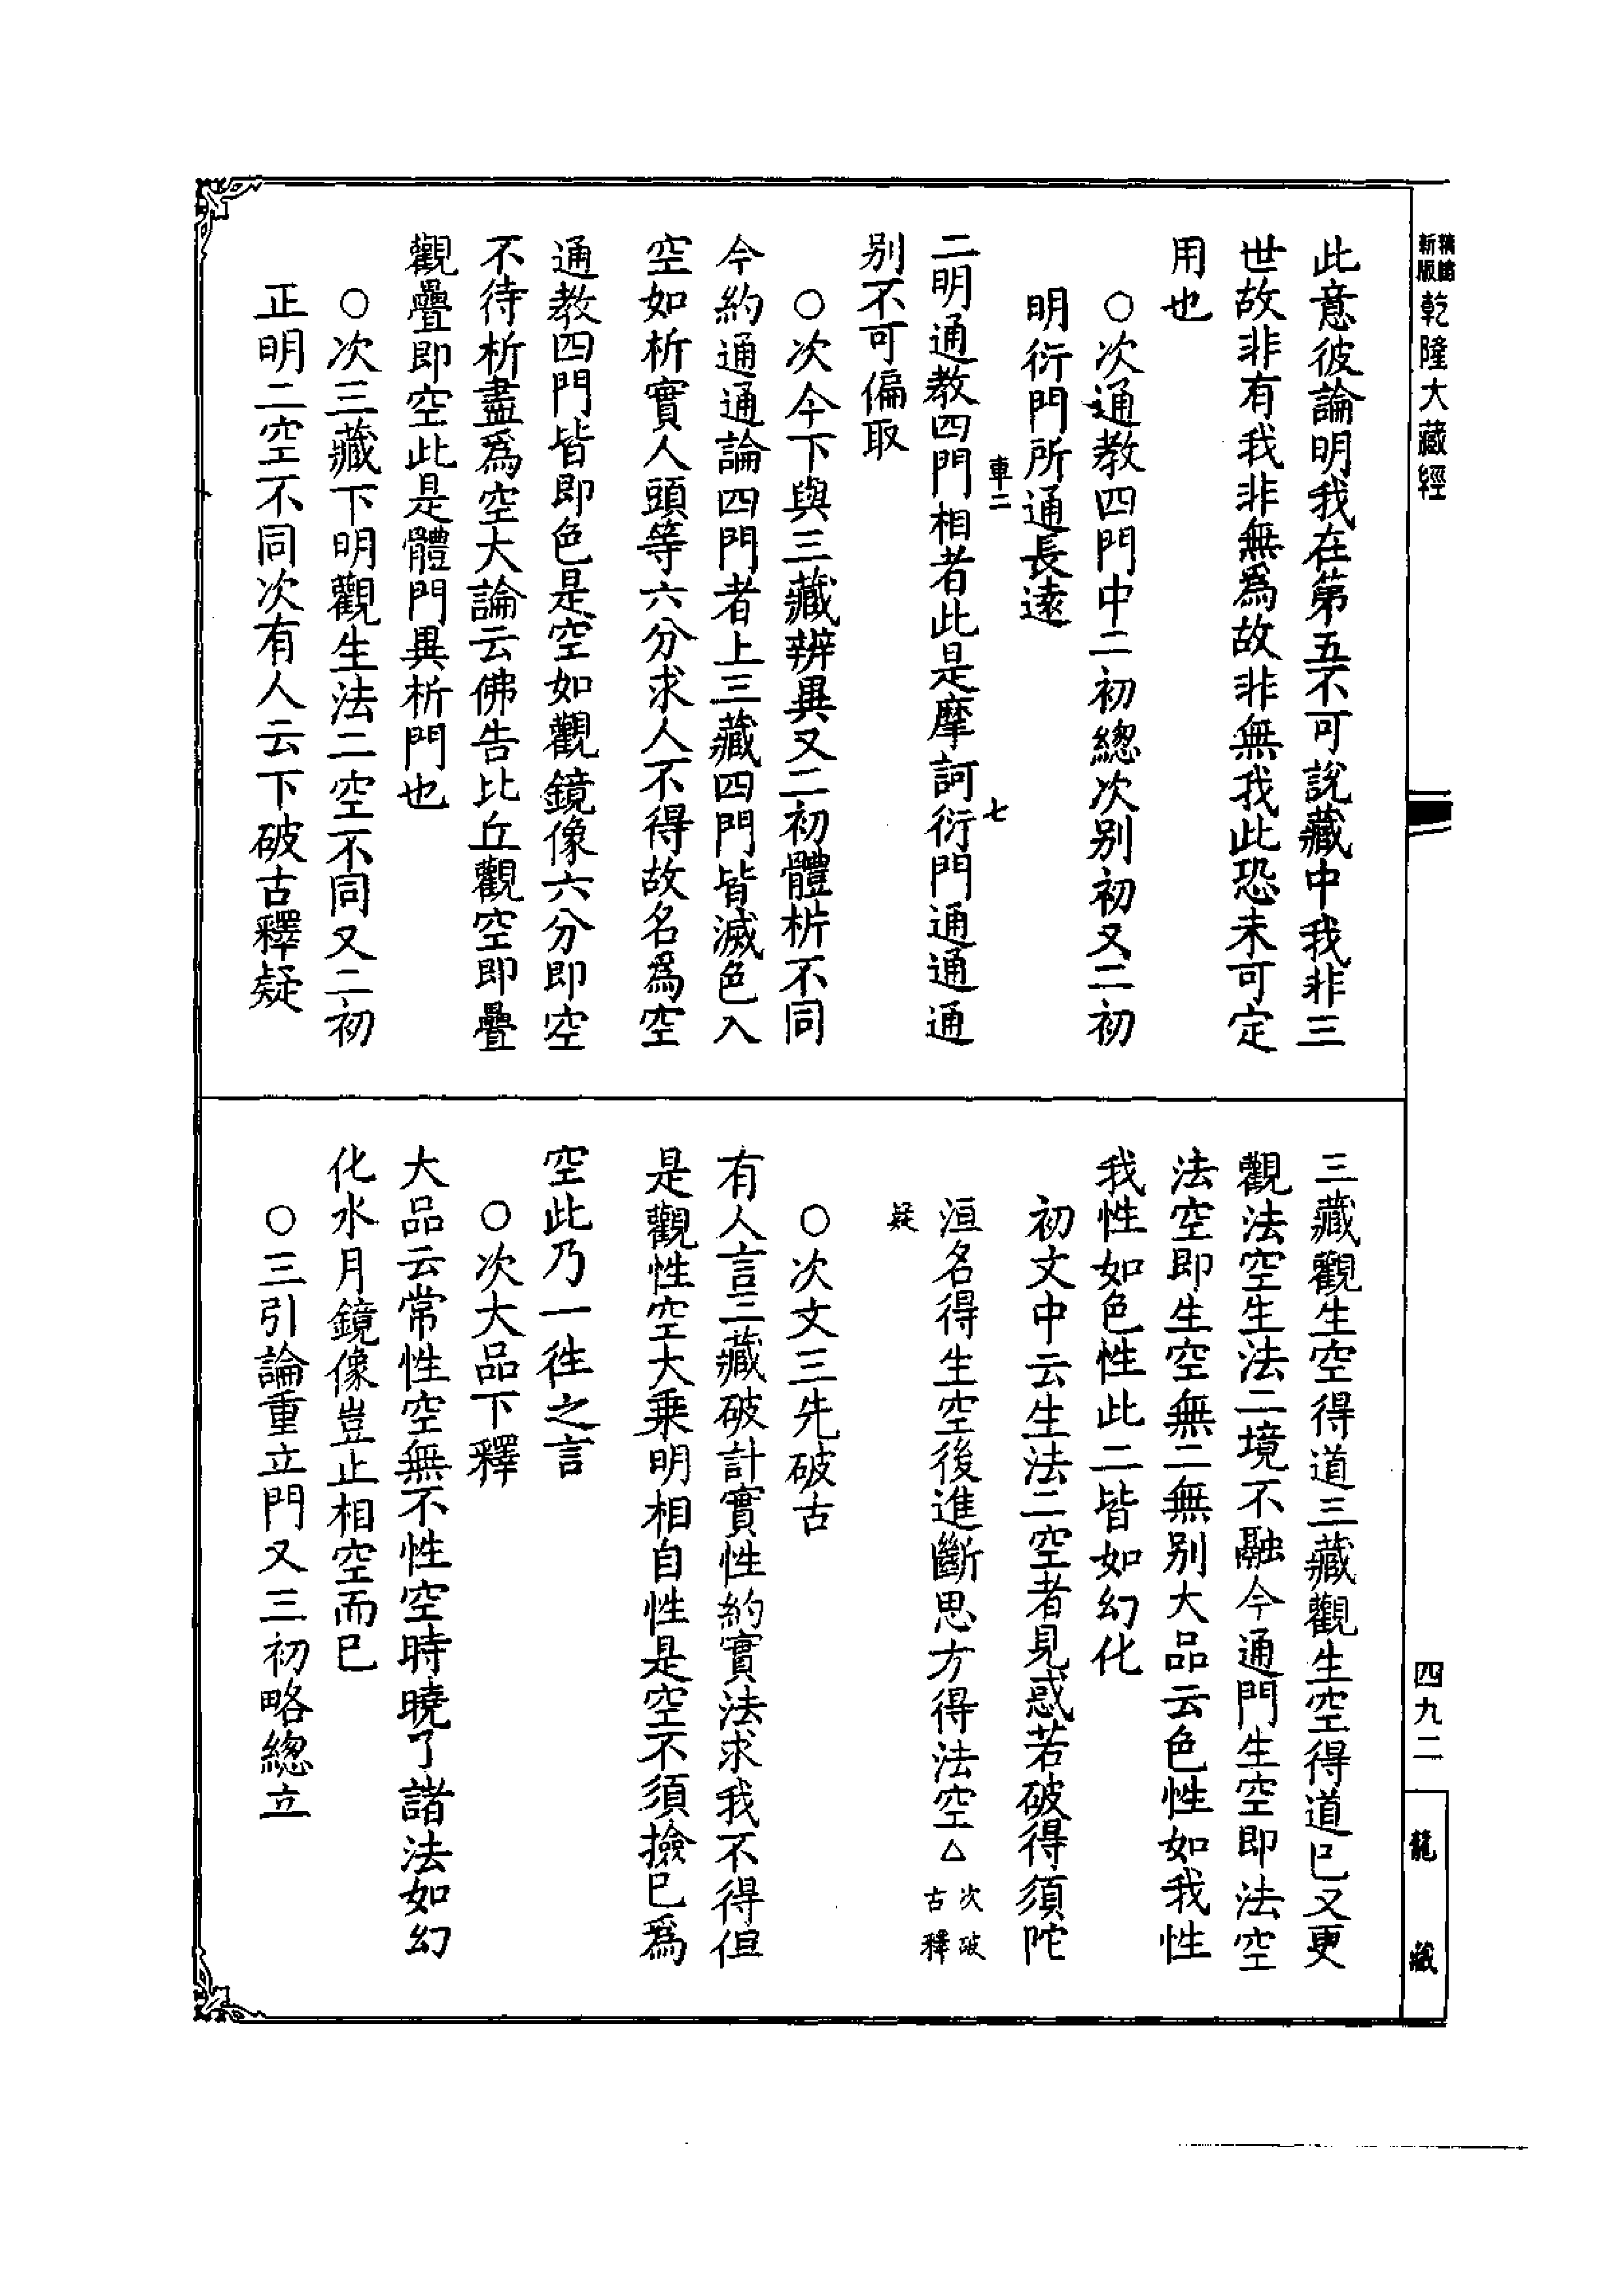 新版
精縮
乾隆大藏經
此意彼論明我在第五不可說藏中我非三
世故非有我非無為故非無我此恐未可定
用也
○次通教四門中二初總次別初又二初
明衍門所通長遠
車二
七
二明通教四門相者此是摩訶衍門通通通
別不可偏取
○次今下與三藏辨異又二初體析不同
今約通通論四門者上三藏四門皆滅色入
空如析實人頭等六分求人不得故名為空
通教四門皆即色是空如觀鏡像六分即空
不待析盡為空大論云佛告比丘觀空即疊
觀疊即空此是體門異析門也
○次三藏下明觀生法二空不同又二初
正明二空不同次有人云下破古釋疑
三藏觀生空得道三藏觀生空得道已又更
觀法空生法二境不融今通門生空即法空
法空即生空無二無別大品云色性如我性
我性如色性此二皆如幻化
初文中云生法二空者見惑若破得須陀
洹名得生空後進斷思方得法空△次破古釋
疑
○次文三先破古
有人言三藏破計實性約實法求我不得但
是觀性空大乗明相自性是空不須撿已為
空此乃一往之言
○次大品下釋
大品云常性空無不性空時曉了諸法如幻
化水月鏡像豈止相空而已
○三引論重立門又三初略總立
四九二
龍藏